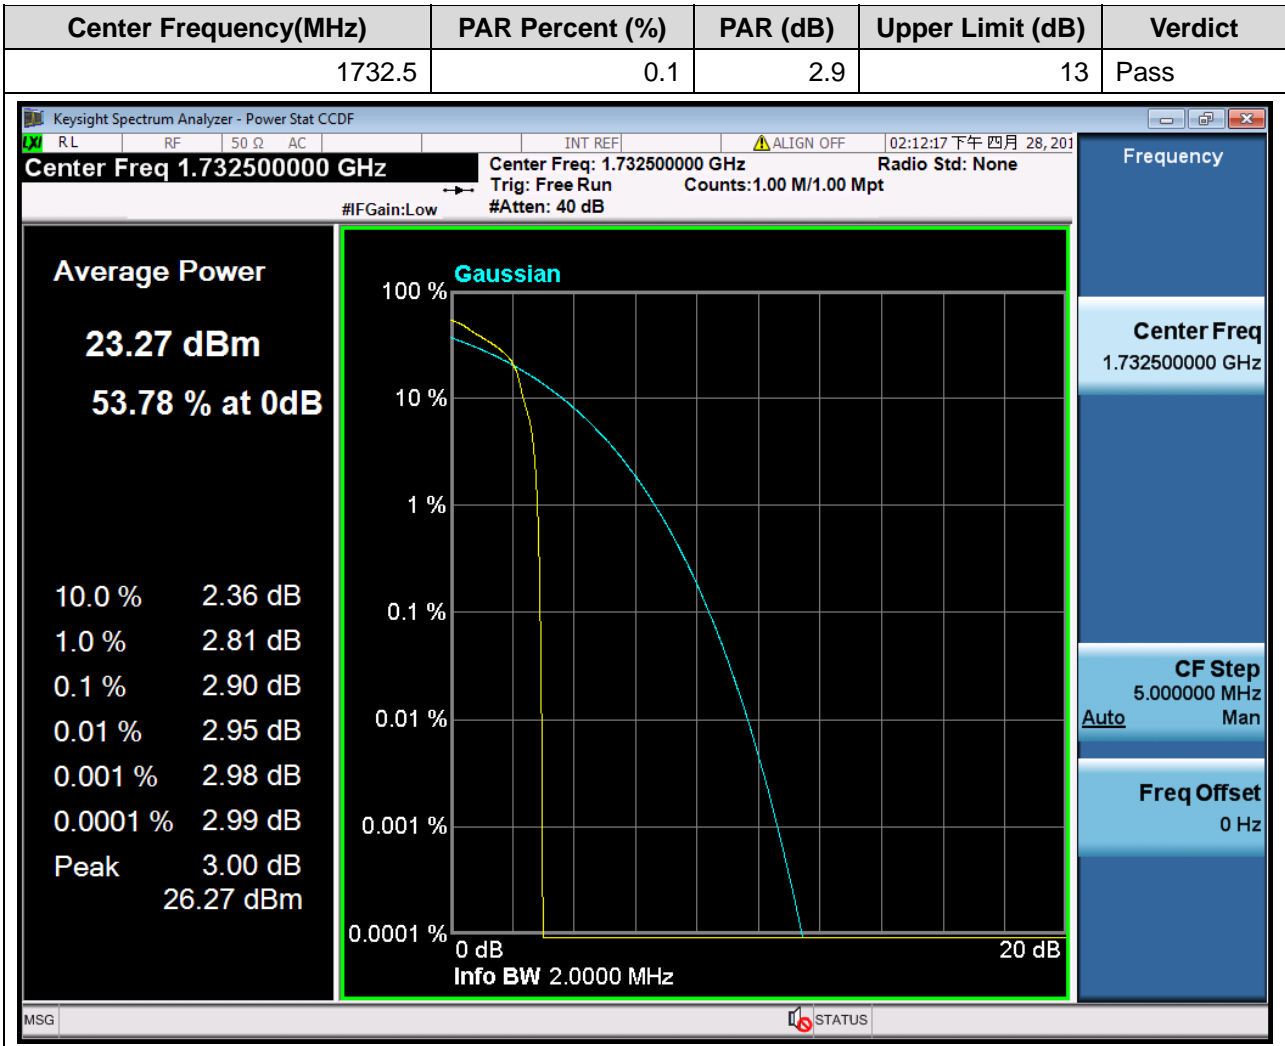 Center Frequency(MHz) PAR Percent (%) PAR (dB) Upper Limit (dB) Verdict
1732.5 0.1 2.9 13 Pass
Keysight Spectrum Analyzer - Power Stat CCDF
LXI RL RF 50 Ω AC INT REF ALIGN OFF 02:12:17 下午 四月 28, 201
Center Freq 1.732500000 GHz
Center Freq: 1.732500000 GHz Radio Std: None
Trig: Free Run Counts:1.00 M/1.00 Mpt
#IFGain:Low #Atten: 40 dB
Average Power
23.27 dBm
53.78 % at 0dB
10.0 % 2.36 dB
1.0 % 2.81 dB
0.1 % 2.90 dB
0.01 % 2.95 dB
0.001 % 2.98 dB
0.0001 % 2.99 dB
Peak 3.00 dB
26.27 dBm
Gaussian
100 %
10 %
1 %
0.1 %
0.01 %
0.001 %
0.0001 %
0 dB 20 dB
Info BW 2.0000 MHz
Frequency
Center Freq
1.732500000 GHz
CF Step
5.000000 MHz
Auto Man
Freq Offset
0 Hz
MSG STATUS